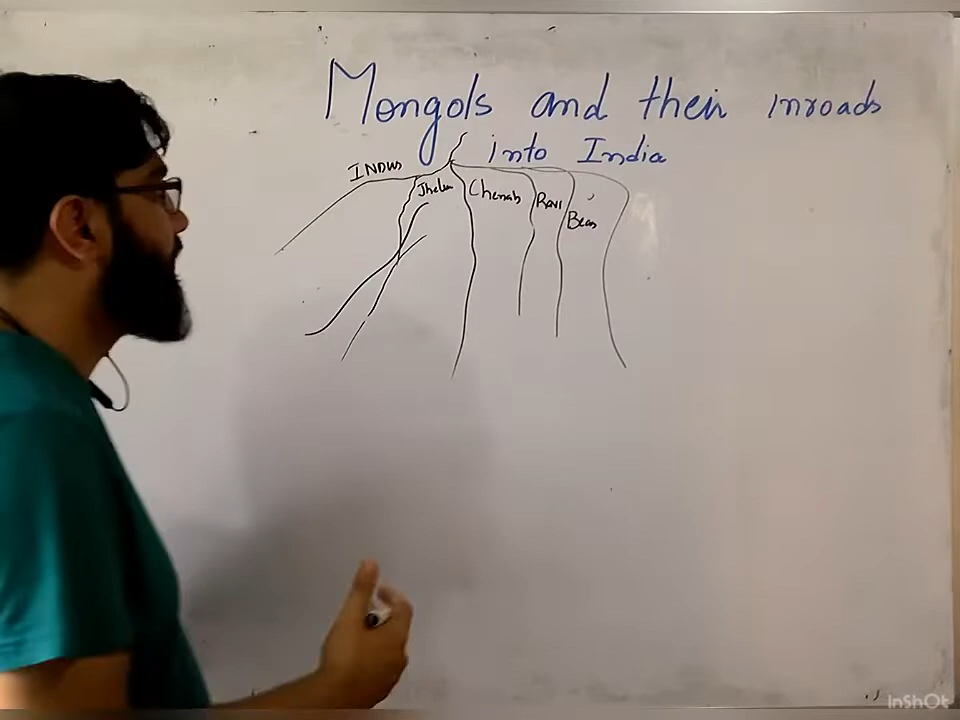 Mongols and their inroads
into India
INDUS
Jhelum
Chenab
Ravi
Beas
InShOt